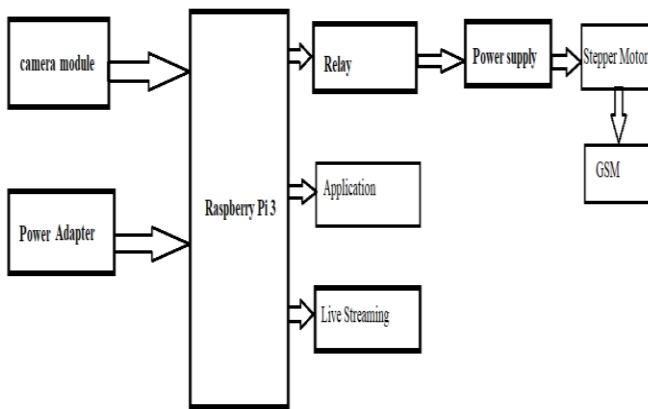 camera module
Power Adapter
Raspberry Pi 3
Relay
Power supply
Stepper Motor
GSM
Application
Live Streaming